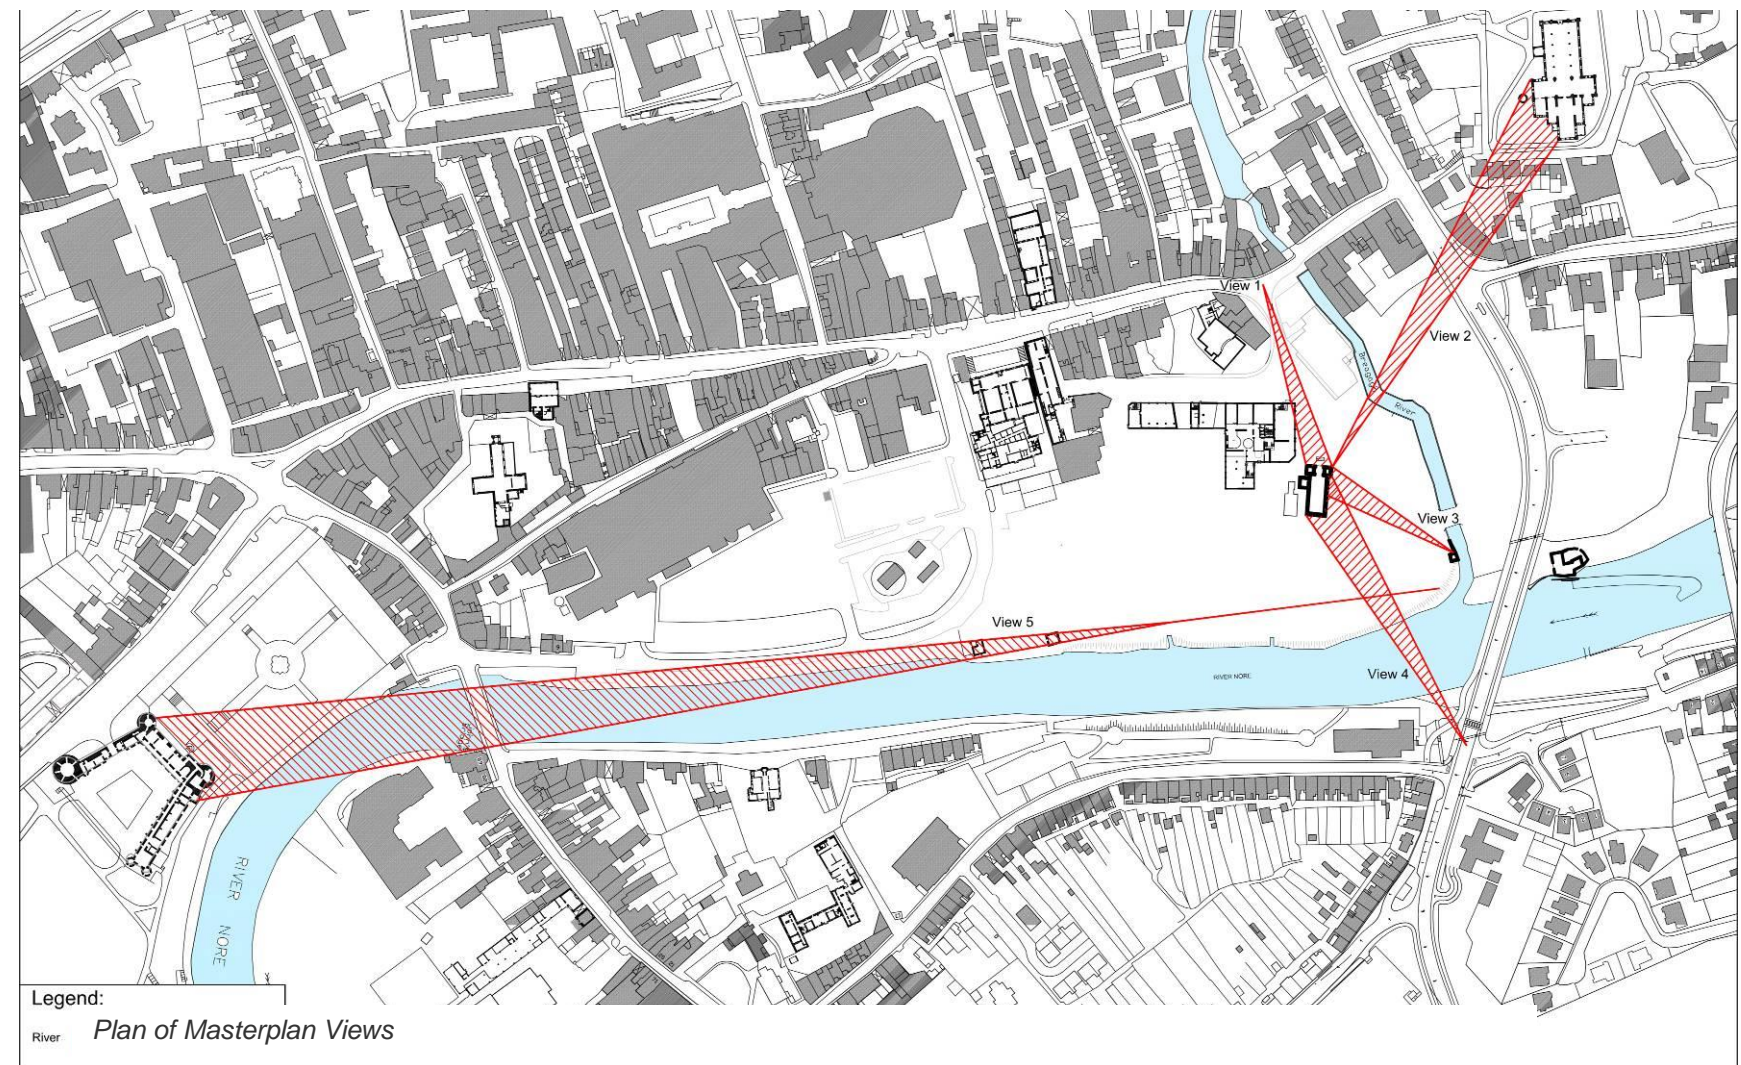 View 1
View 2
Breagagh
River
View 3
View 5
View 4
RIVER NORE
RIVER
NORE
Legend:
River
Plan of Masterplan Views